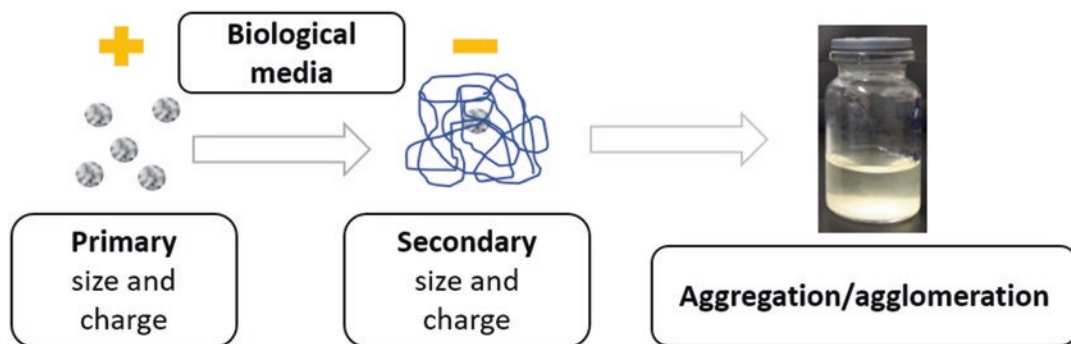 Biological
media
Primary
size and
charge
Secondary
size and
charge
Aggregation/agglomeration